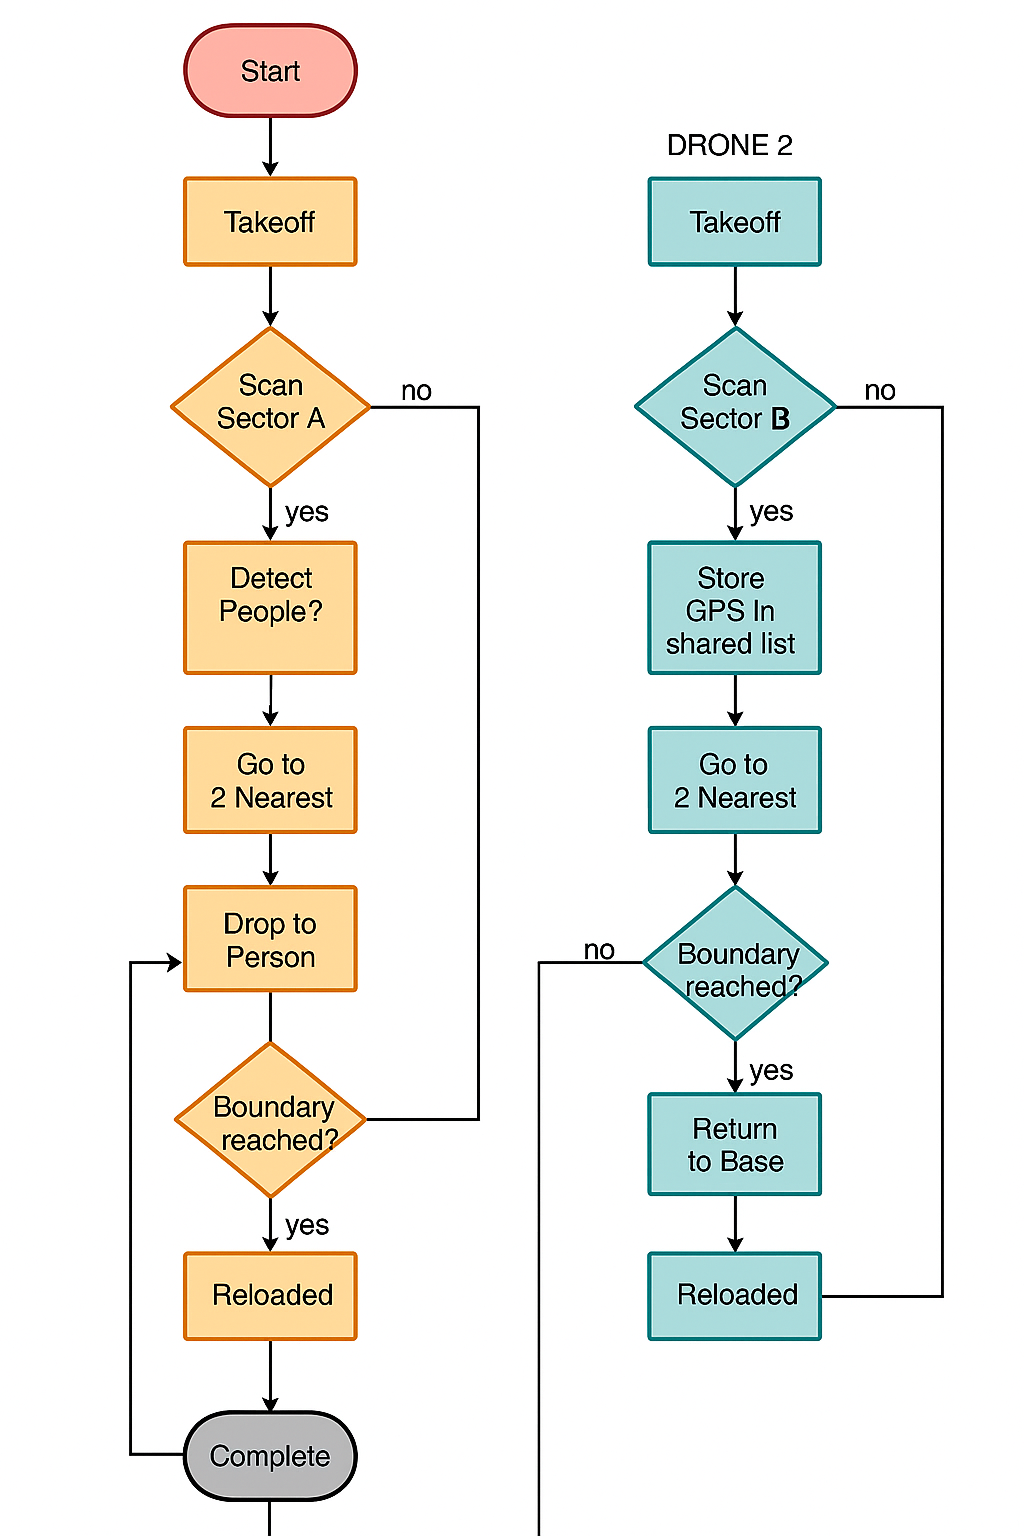 Start
Takeoff
Scan
Sector A
no
yes
Detect
People?
Go to
2 Nearest
Drop to
Person
Boundary
reached?
yes
Reloaded
Complete
DRONE 2
Takeoff
Scan
Sector B
no
yes
Store
GPS In
shared list
Go to
2 Nearest
no
Boundary
reached?
yes
Return
to Base
Reloaded